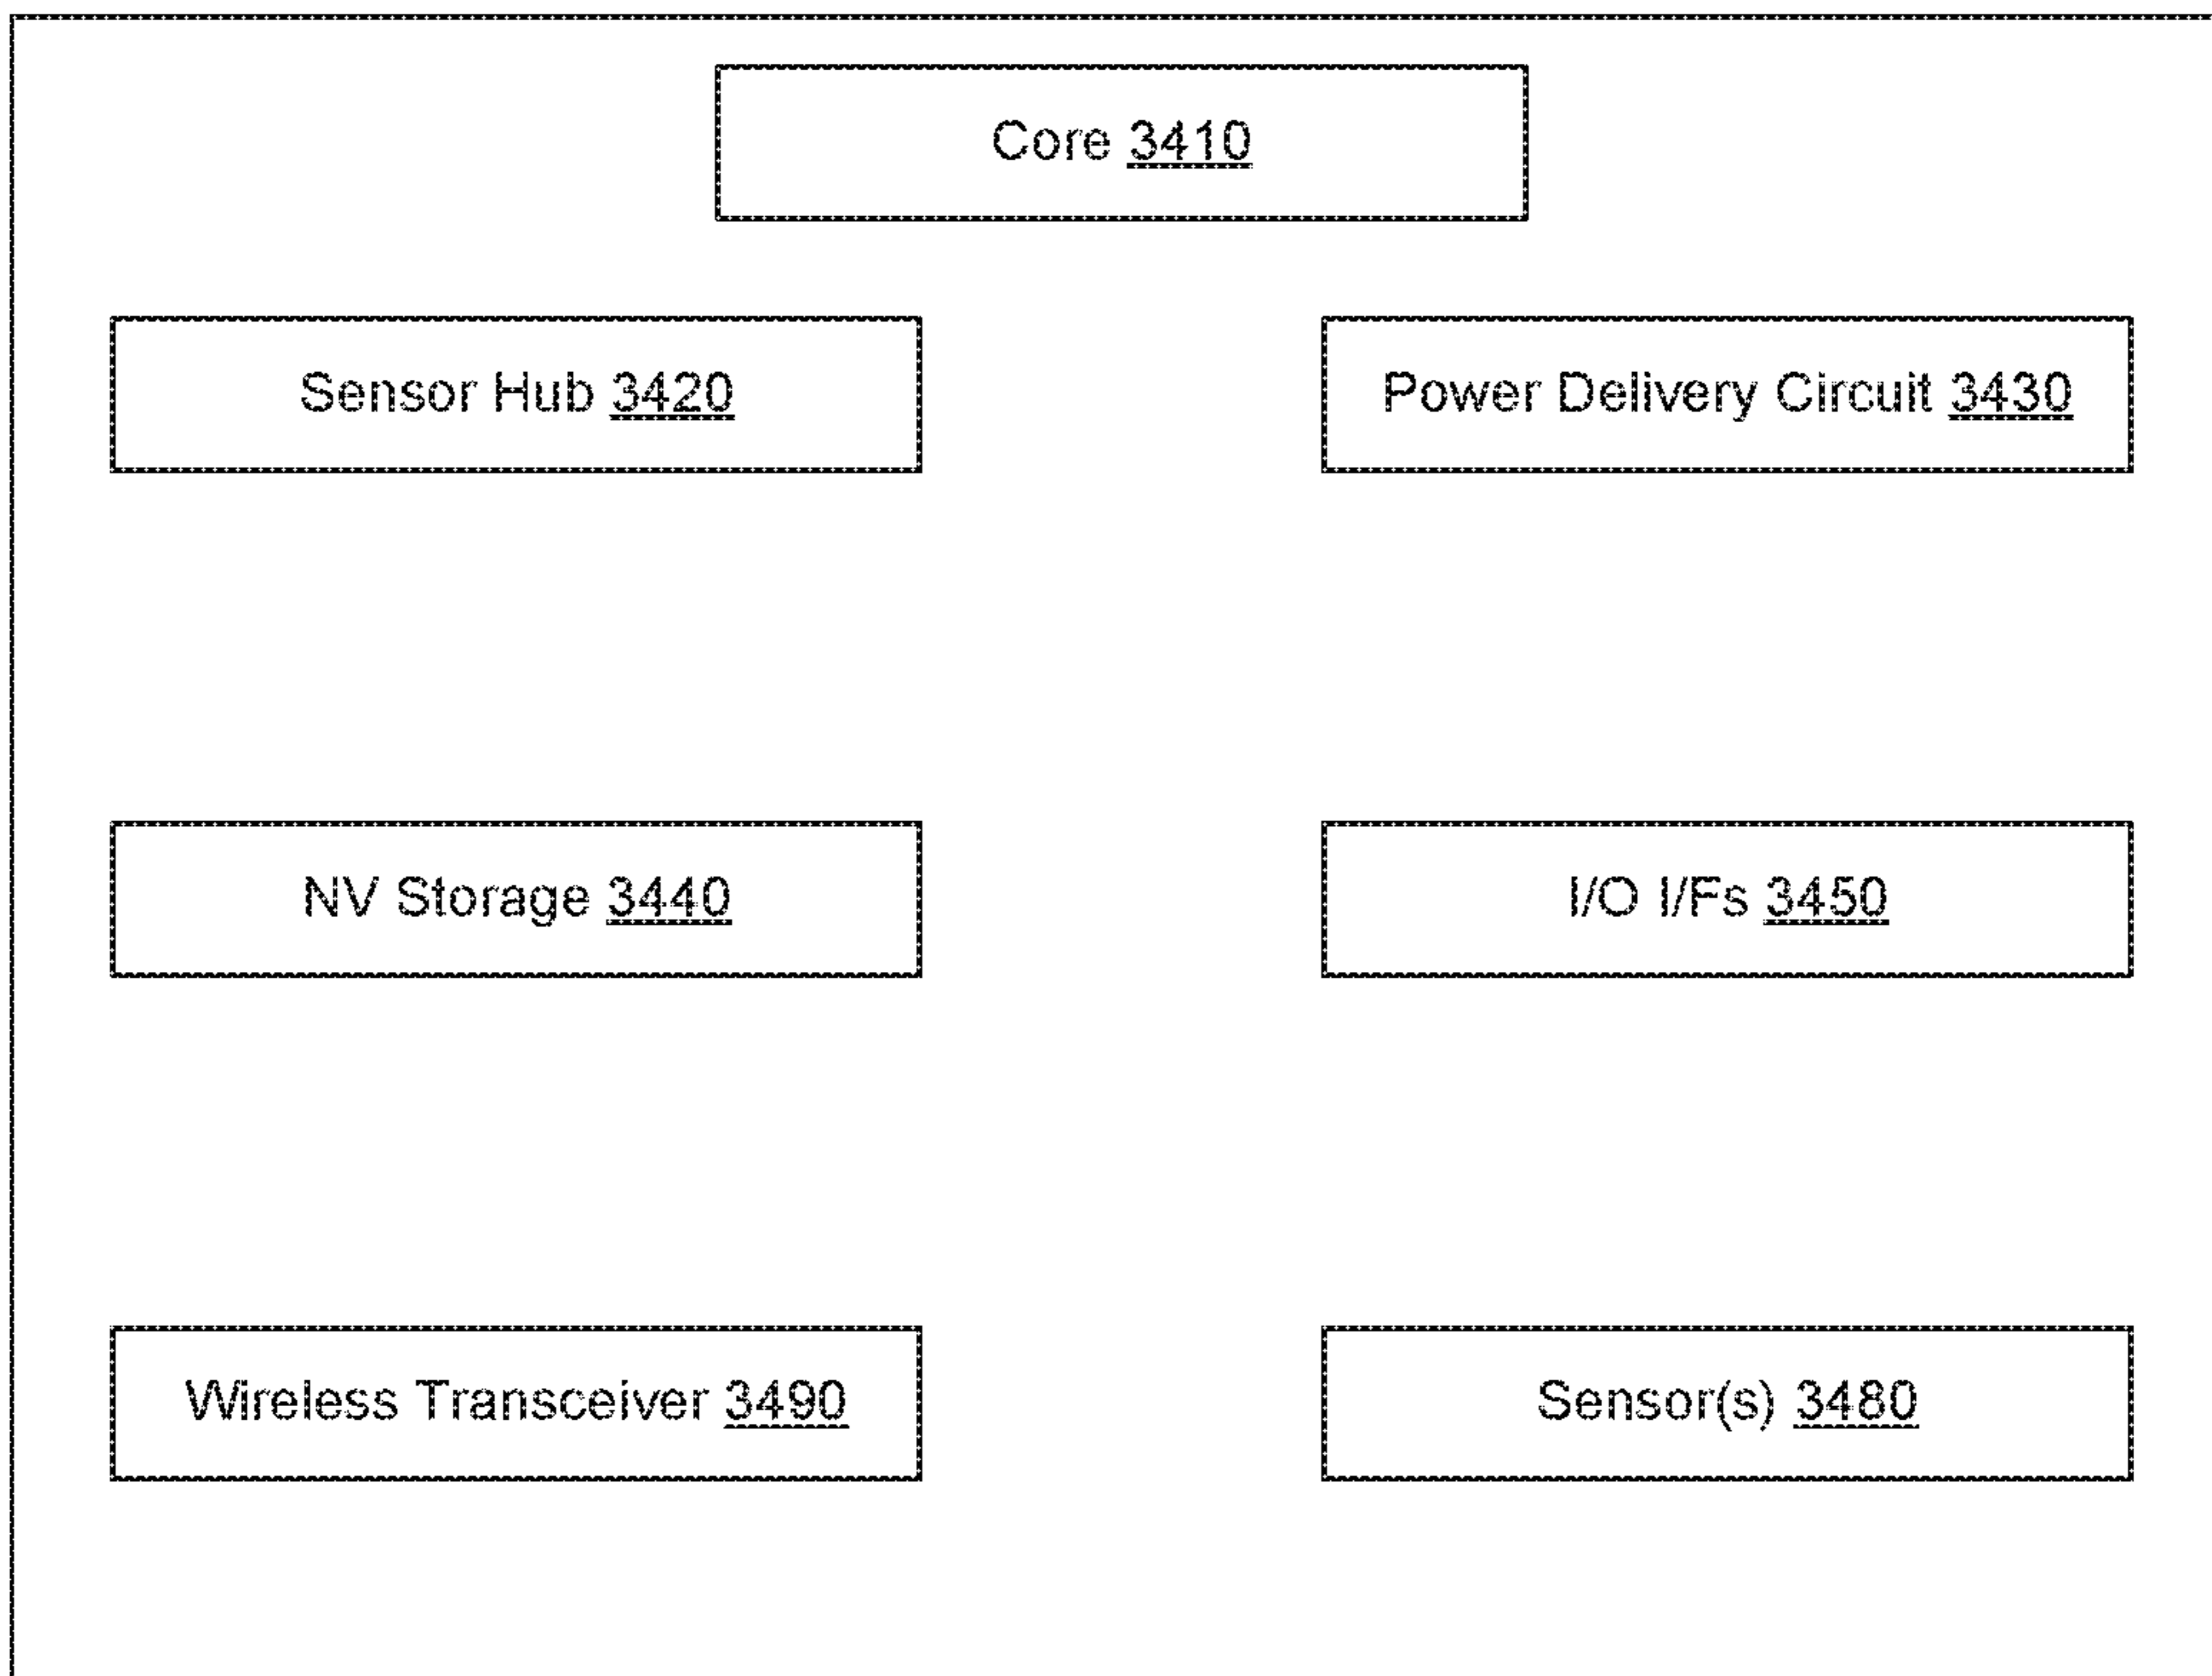 Core 3410
Sensor Hub 3420
Power Delivery Circuit 3430
NV Storage 3440
I/O I/Fs 3450
Wireless Transceiver 3490
Sensor(s) 3480